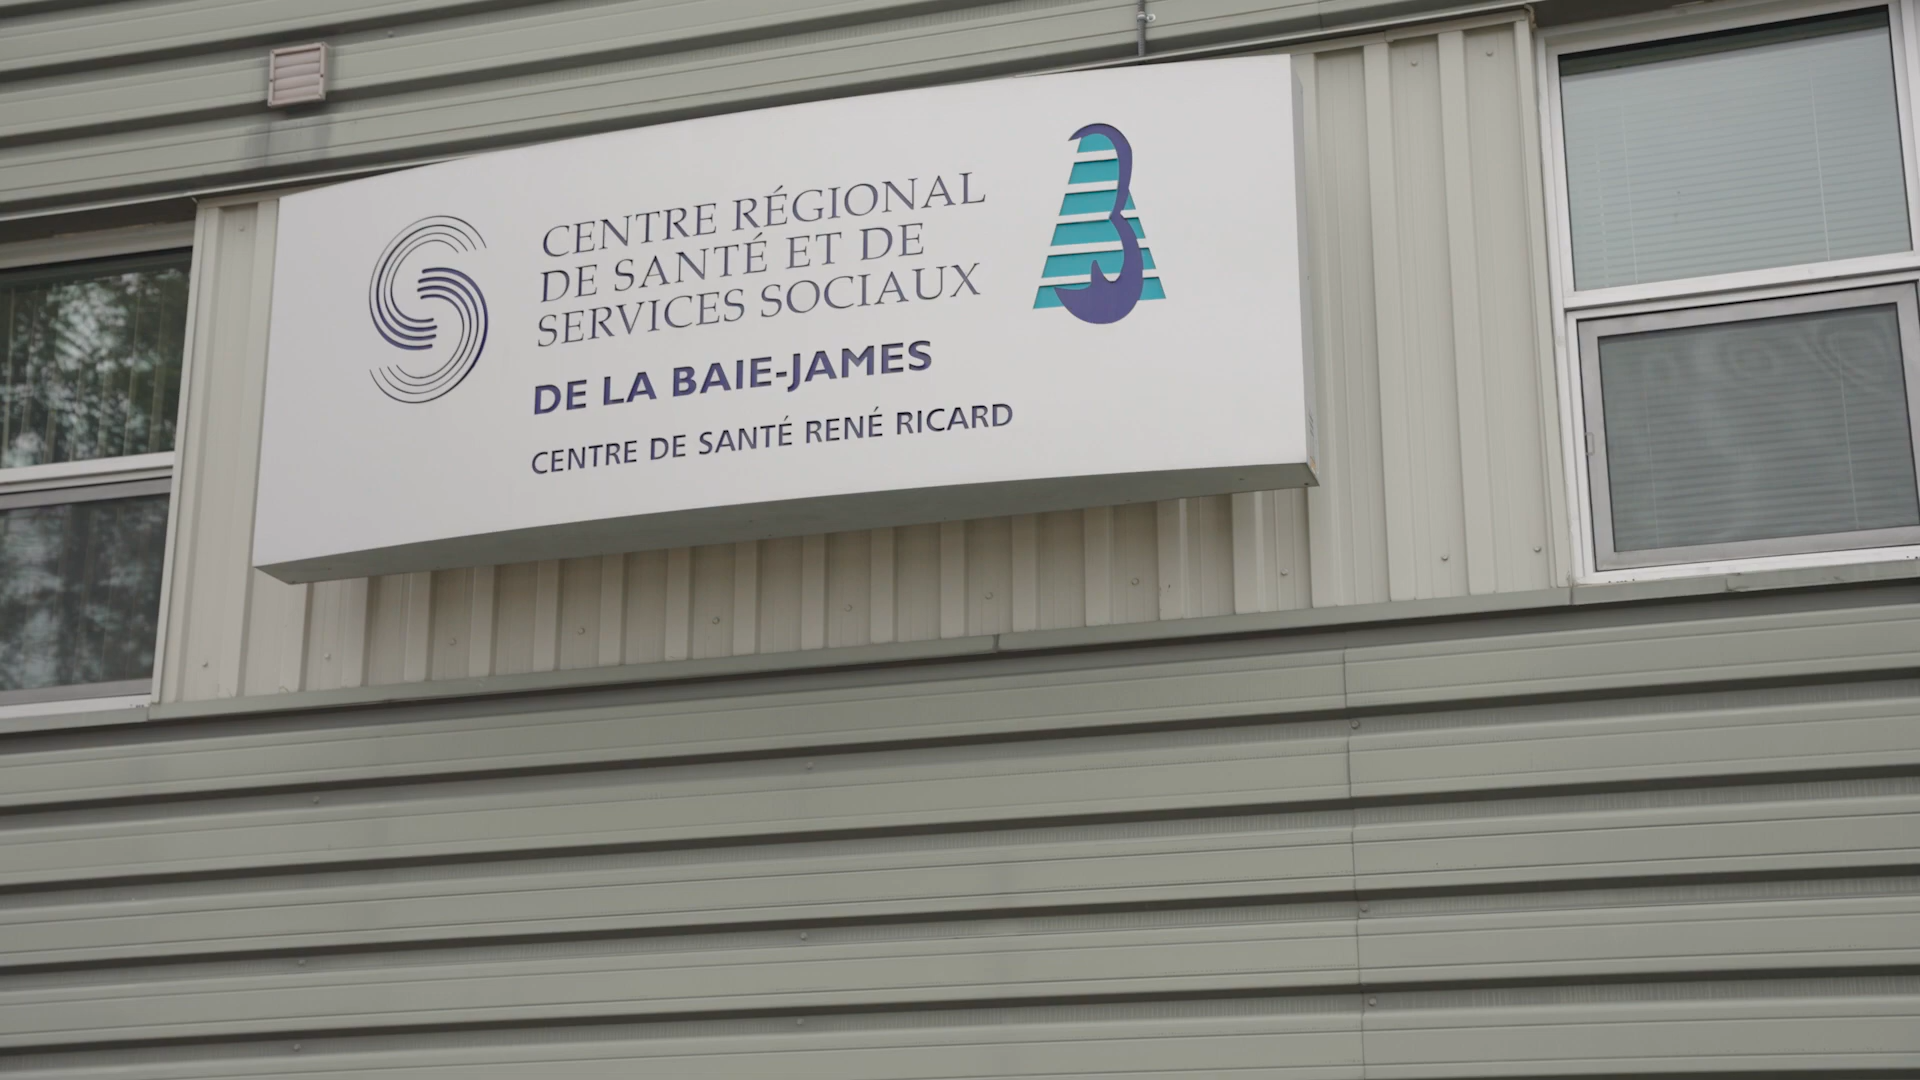 CENTRE RÉGIONAL
DE SANTÉ ET DE
SERVICES SOCIAUX
DE LA BAIE-JAMES
CENTRE DE SANTÉ RENÉ RICARD